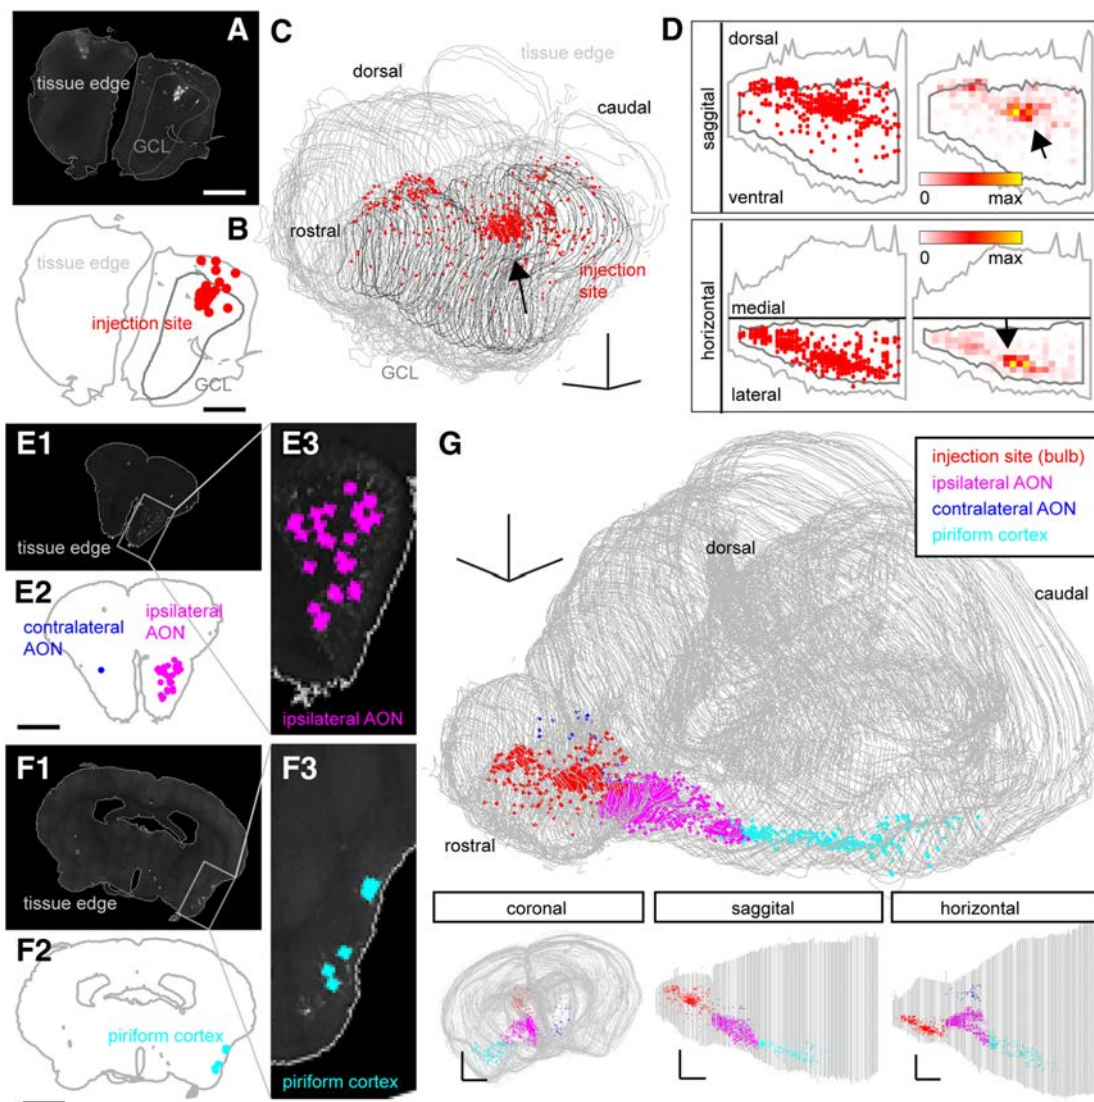 A
tissue edge
GCL
B
tissue edge
injection site
GCL
C
dorsal
tissue edge
caudal
rostral
injection
site
GCL
D
saggital
dorsal
ventral
0 max
horizontal
medial
lateral
0 max
E1
tissue edge
E2
contralateral
AON
ipsilateral
AON
E3
ipsilateral AON
F1
tissue edge
F2
piriform cortex
F3
piriform cortex
G
injection site (bulb)
ipsilateral AON
contralateral AON
piriform cortex
dorsal
caudal
rostral
coronal
saggital
horizontal